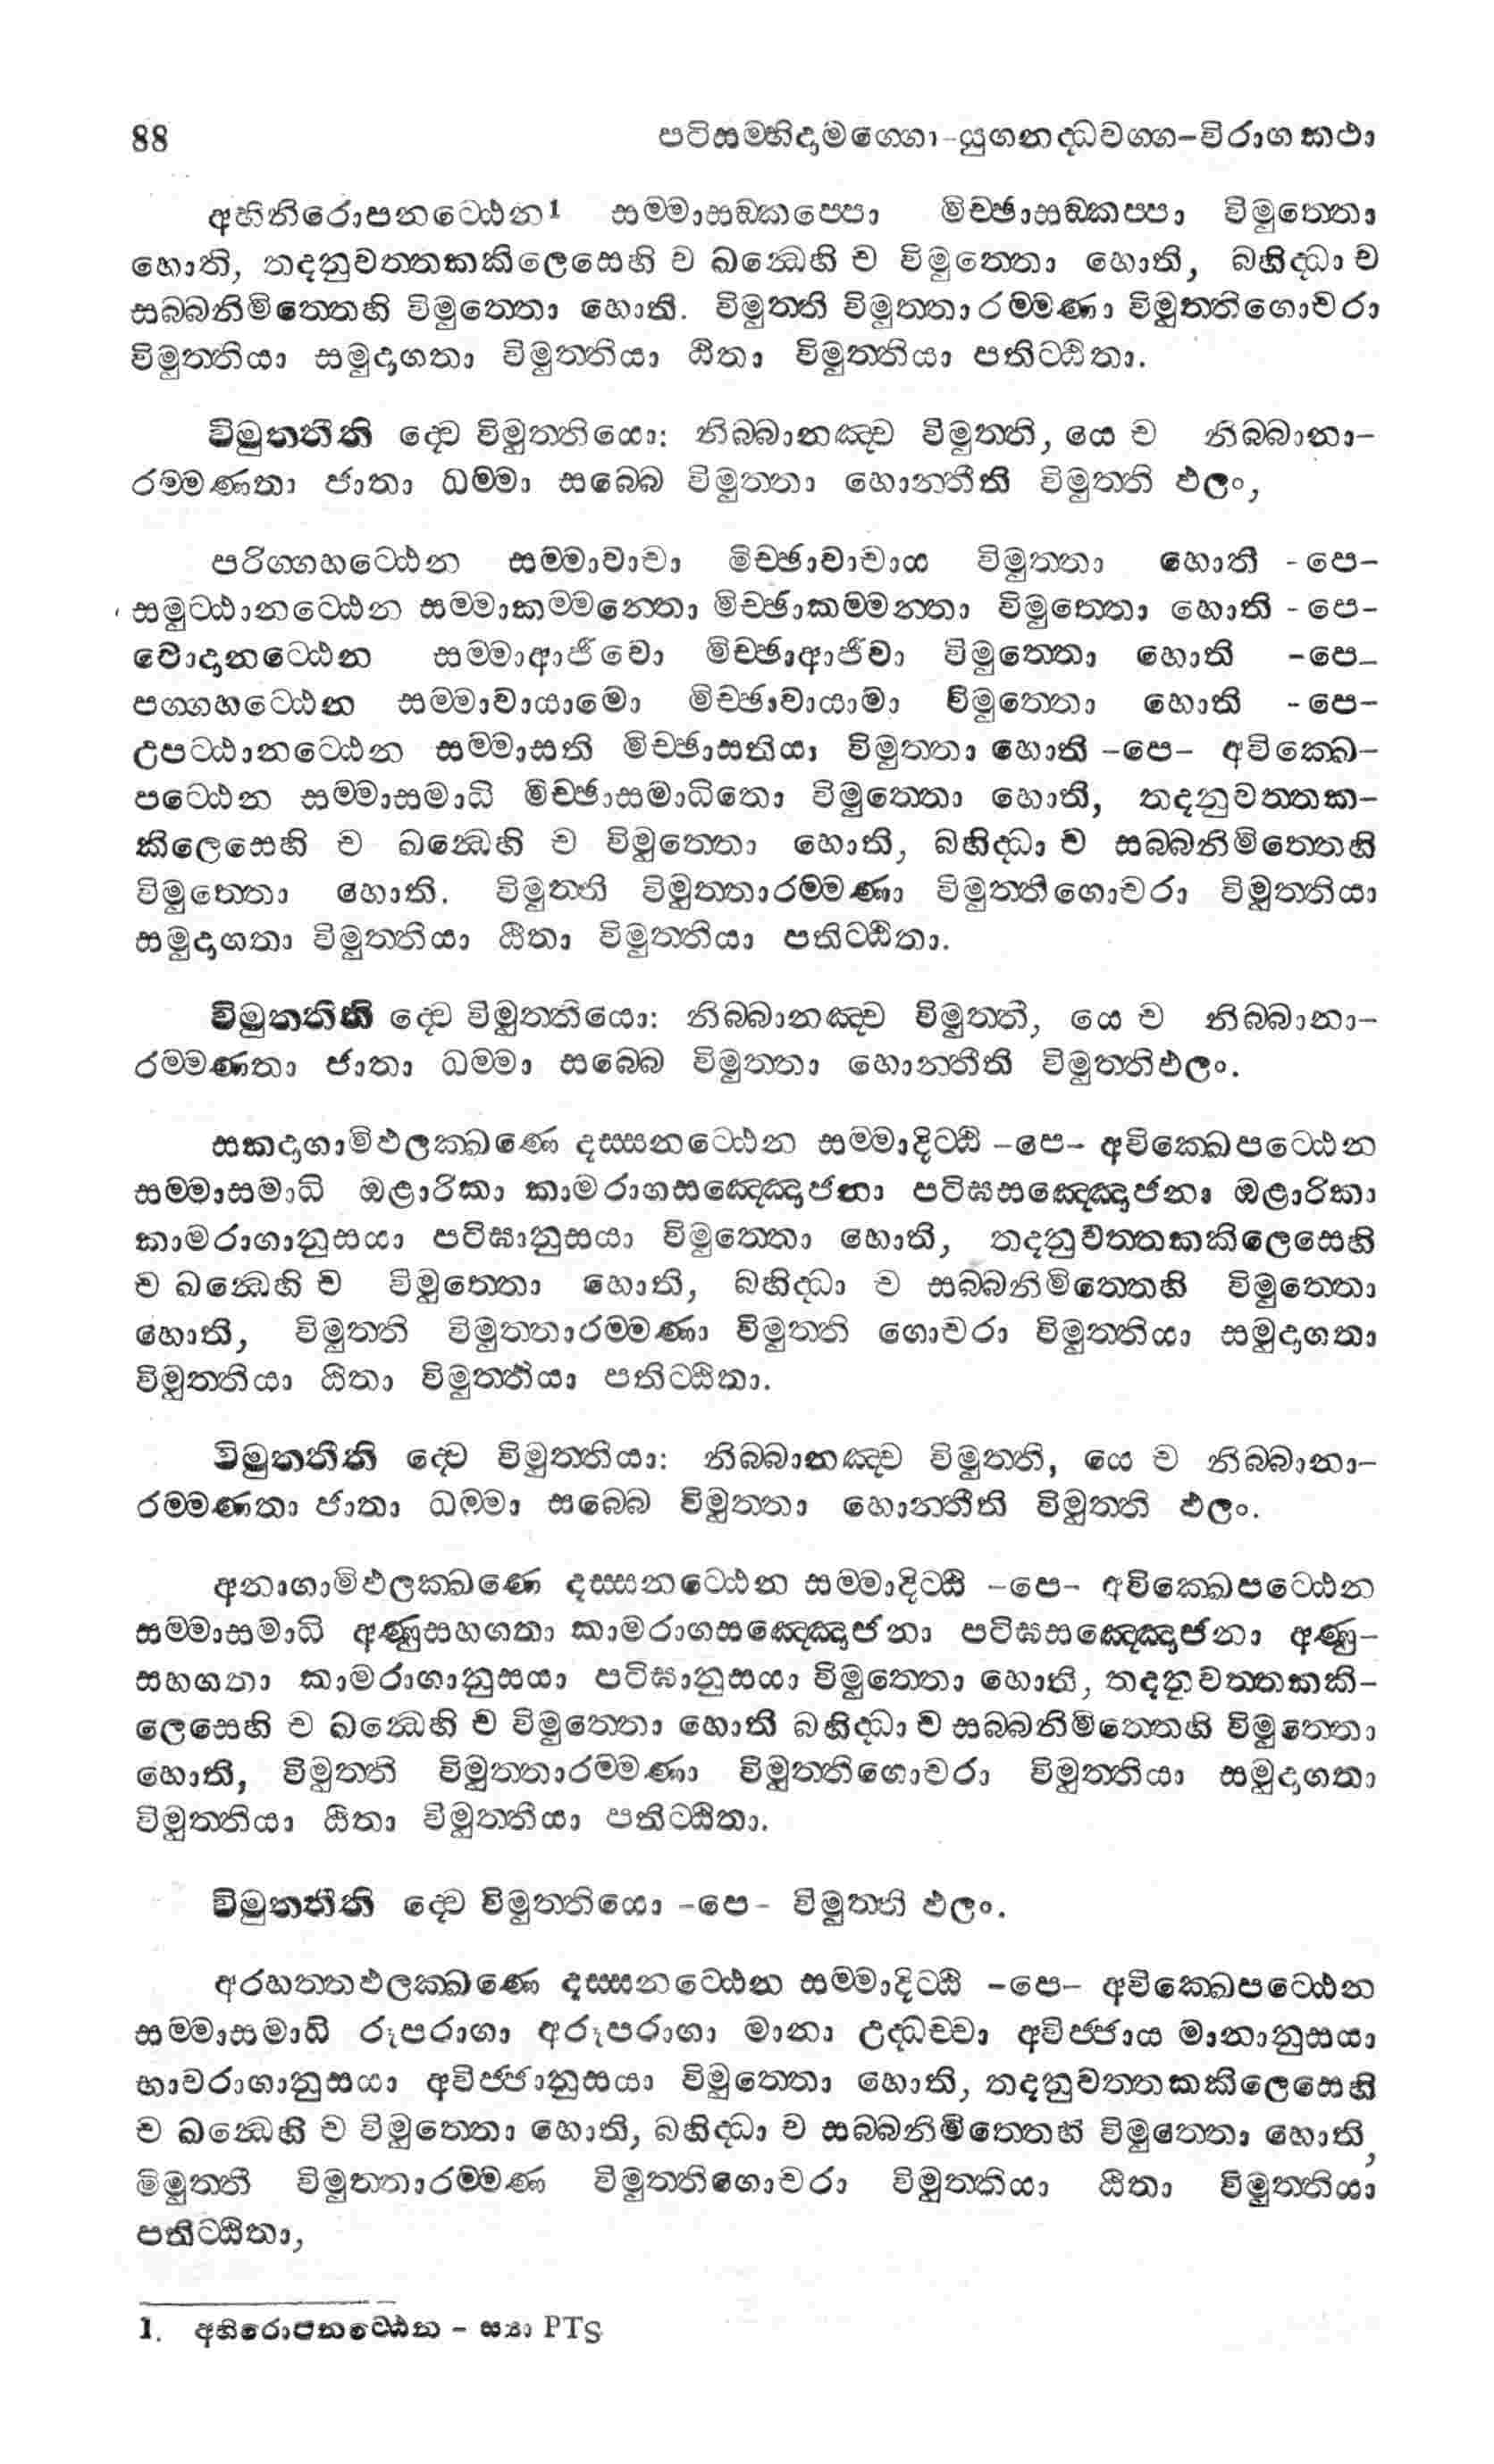 88 පටිසම්භිදාමග්ගො-යුගනද්ධවග්ග-විරාග කථා
අභිනිරොපනට්ඨෙන1 සම්මාසඞ්කප්පො මිච්ඡාසඞ්කප්පා විමුත්තො
හොති, තදනුවත්තකකිලෙසෙහි ච ඛන්ධෙහි ච විමුත්තො හොති, බහිද්ධා ච
සබ්බනිමිත්තෙහි විමුත්තො හොති. විමුත්ති විමුත්තාරම්මණා විමුත්තිගොචරා
විමුත්තියා සමුදාගතා විමුත්තියා ඨිතා විමුත්තියා පතිට්ඨිතා.
විමුත්තීති ද්වෙ විමුත්තියො: නිබ්බානඤ්ච විමුත්ති, යෙ ච නිබ්බානා-
රම්මණතා ජාතා ධම්මා සබ්බෙ විමුත්තා හොන්තීති විමුත්ති ඵලං,
පරිග්ගහට්ඨෙන සම්මාවාචා මිච්ඡාවාචාය විමුත්තා හොති -පෙ-
සමුට්ඨානට්ඨෙන සම්මාකම්මන්තො මිච්ඡාකම්මන්තා විමුත්තො හොති -පෙ-
වොදානට්ඨෙන සම්මාආජීවො මිච්ඡාආජීවා විමුත්තො හොති -පෙ-
පග්ගහට්ඨෙන සම්මාවායාමො මිච්ඡාවායාමා විමුත්තො හොති -පෙ-
උපට්ඨානට්ඨෙන සම්මාසති මිච්ඡාසතියා විමුත්තා හොති -පෙ- අවික්ඛෙ-
පට්ඨෙන සම්මාසමාධි මිච්ඡාසමාධිතො විමුත්තො හොති, තදනුවත්තක-
කිලෙසෙහි ච ඛන්ධෙහි ච විමුත්තො හොති, බහිද්ධා ච සබ්බනිමිත්තෙහි
විමුත්තො හොති. විමුත්ති විමුත්තාරම්මණා විමුත්තිගොචරා විමුත්තියා
සමුදාගතා විමුත්තියා ඨිතා විමුත්තියා පතිට්ඨිතා.
විමුත්තීති ද්වෙ විමුත්තියො: නිබ්බානඤ්ච විමුත්ති, යෙ ච නිබ්බානා-
රම්මණතා ජාතා ධම්මා සබ්බෙ විමුත්තා හොන්තීති විමුත්තිඵලං.
සකදාගාමිඵලක්ඛණෙ දස්සනට්ඨෙන සම්මාදිට්ඨි -පෙ- අවික්ඛෙපට්ඨෙන
සම්මාසමාධි ඔළාරිකා කාමරාගසඤ්ඤොජනා පටිඝසඤ්ඤොජනා ඔළාරිකා
කාමරාගානුසයා පටිඝානුසයා විමුත්තො හොති, තදනුවත්තකකිලෙසෙහි
ච ඛන්ධෙහි ච විමුත්තො හොති, බහිද්ධා ච සබ්බනිමිත්තෙහි විමුත්තො
හොති, විමුත්ති විමුත්තාරම්මණා විමුත්ති ගොචරා විමුත්තියා සමුදාගතා
විමුත්තියා ඨිතා විමුත්තියා පතිට්ඨිතා.
විමුත්තීති ද්වෙ විමුත්තියා: නිබ්බානඤ්ච විමුත්ති, යෙ ච නිබ්බානා-
රම්මණතා ජාතා ධම්මා සබ්බෙ විමුත්තා හොන්තීති විමුත්ති ඵලං.
අනාගාමිඵලක්ඛණෙ දස්සනට්ඨෙන සම්මාදිට්ඨි -පෙ- අවික්ඛෙපට්ඨෙන
සම්මාසමාධි අණුසහගතා කාමරාගසඤ්ඤොජනා පටිඝසඤ්ඤොජනා අණු-
සහගතා කාමරාගානුසයා පටිඝානුසයා විමුත්තො හොති, තදනුවත්තකකි-
ලෙසෙහි ච ඛන්ධෙහි ච විමුත්තො හොති බහිද්ධා ච සබ්බනිමිත්තෙහි විමුත්තො
හොති, විමුත්ති විමුත්තාරම්මණා විමුත්තිගොචරා විමුත්තියා සමුදාගතා
විමුත්තියා ඨිතා විමුත්තියා පතිට්ඨිතා.
විමුත්තීති ද්වෙ විමුත්තියො -පෙ- විමුත්ති ඵලං.
අරහත්තඵලක්ඛණෙ දස්සනට්ඨෙන සම්මාදිට්ඨි -පෙ- අවික්ඛෙපට්ඨෙන
සම්මාසමාධි රූපරාගා අරූපරාගා මානා උද්ධච්චා අවිජ්ජාය මානානුසයා
භාවරාගානුසයා අවිජ්ජානුසයා විමුත්තො හොති, තදනුවත්තකකිලෙසෙහි
ච ඛන්ධෙහි ච විමුත්තො හොති, බහිද්ධා ච සබ්බනිමිත්තෙහි විමුත්තො හොති,
මිමුත්ති විමුත්තාරම්මණ විමුත්තිගොචරා විමුත්තියා ඨිතා විමුත්තියා
පතිට්ඨිතා,
1. අභිරොපනට්ඨෙන - ස්‍යා PTS